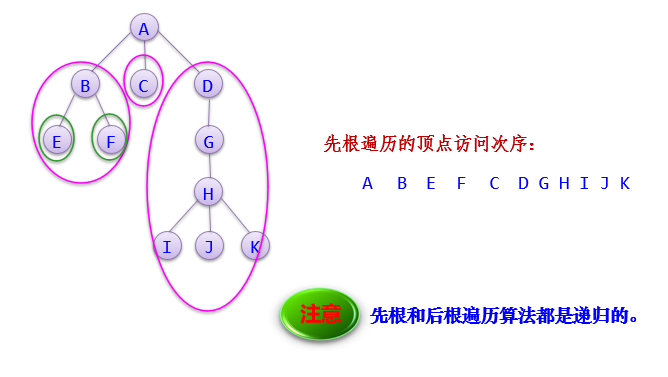 A
B C D
E F G
H
I J K
先根遍历的顶点访问次序：
A B E F C D G H I J K
注意 先根和后根遍历算法都是递归的。